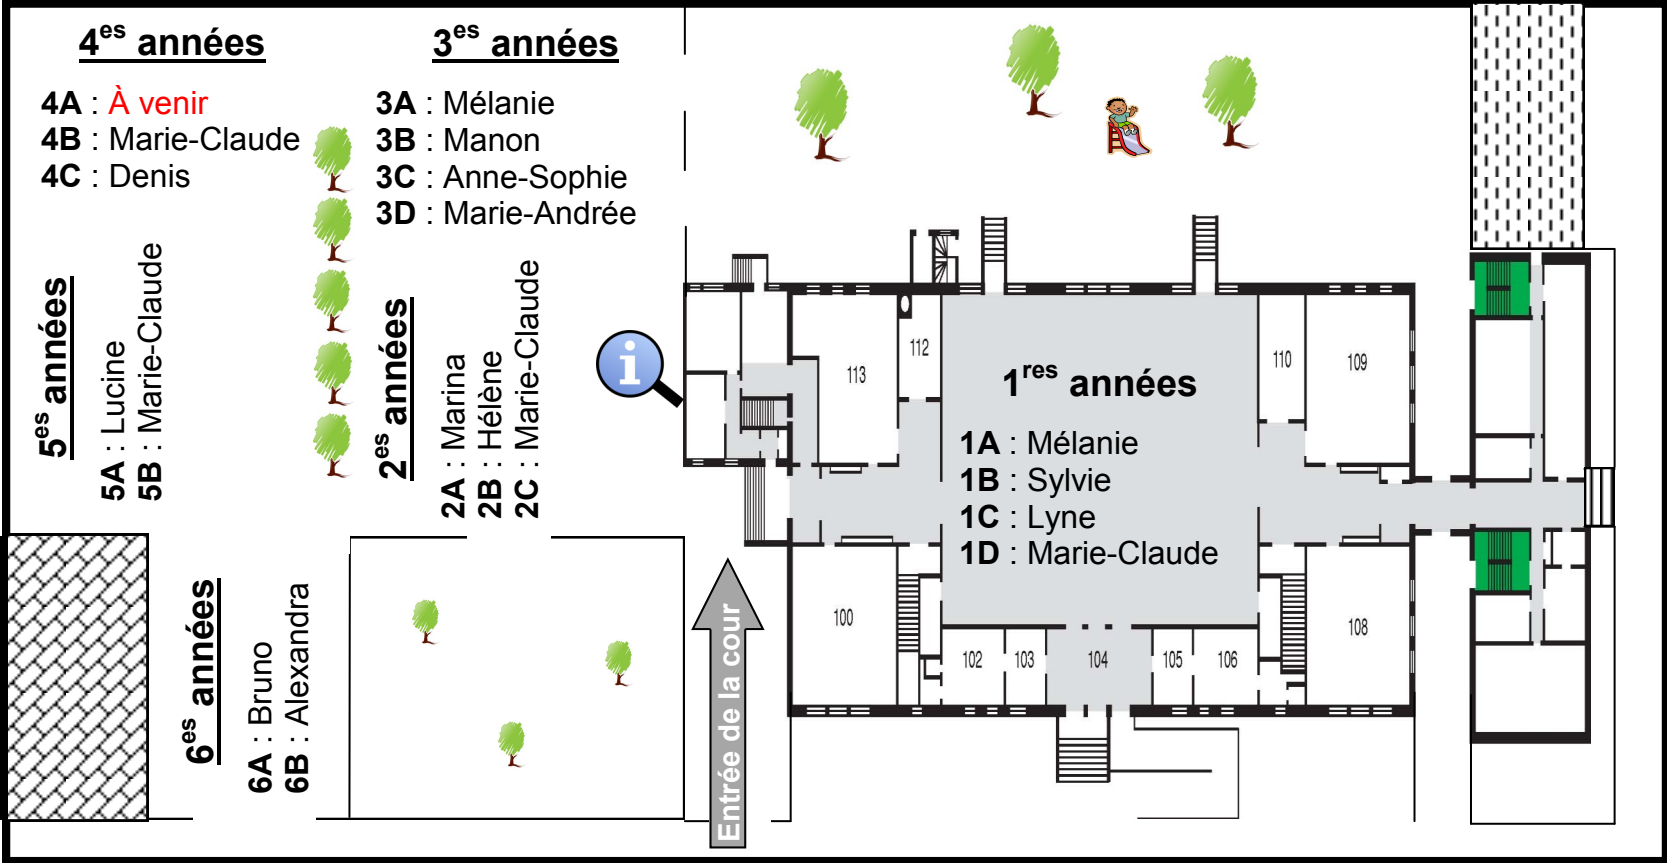 4es années
4A : À venir
4B : Marie-Claude
4C : Denis
3es années
3A : Mélanie
3B : Manon
3C : Anne-Sophie
3D : Marie-Andrée
5es années
5A : Lucine
5B : Marie-Claude
2es années
2A : Marina
2B : Hélène
2C : Marie-Claude
6es années
6A : Bruno
6B : Alexandra
i
Entrée de la cour
1res années
1A : Mélanie
1B : Sylvie
1C : Lyne
1D : Marie-Claude
113
112
110
109
100
102
103
104
105
106
108